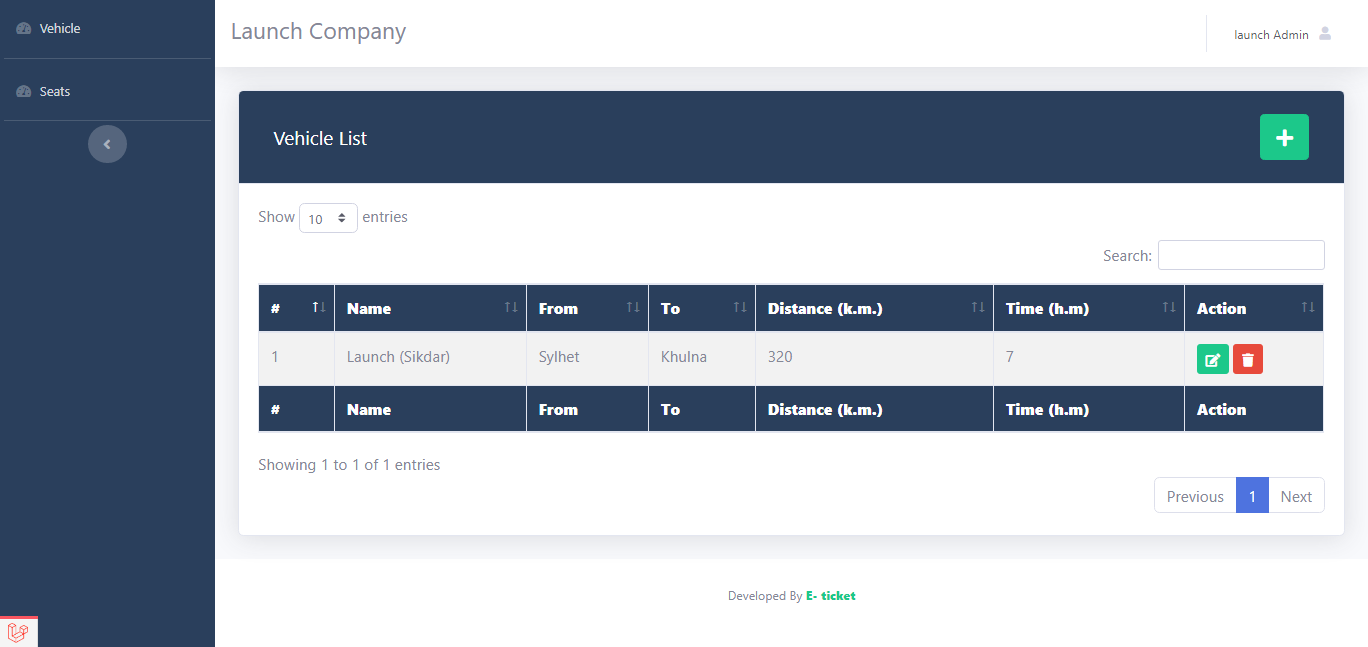 Vehicle
Seats
Launch Company
launch Admin
Vehicle List
Show 10 entries
Search:
# Name From To Distance (k.m.) Time (h.m) Action
1 Launch (Sikdar) Sylhet Khulna 320 7
# Name From To Distance (k.m.) Time (h.m) Action
Showing 1 to 1 of 1 entries
Previous 1 Next
Developed By E- ticket